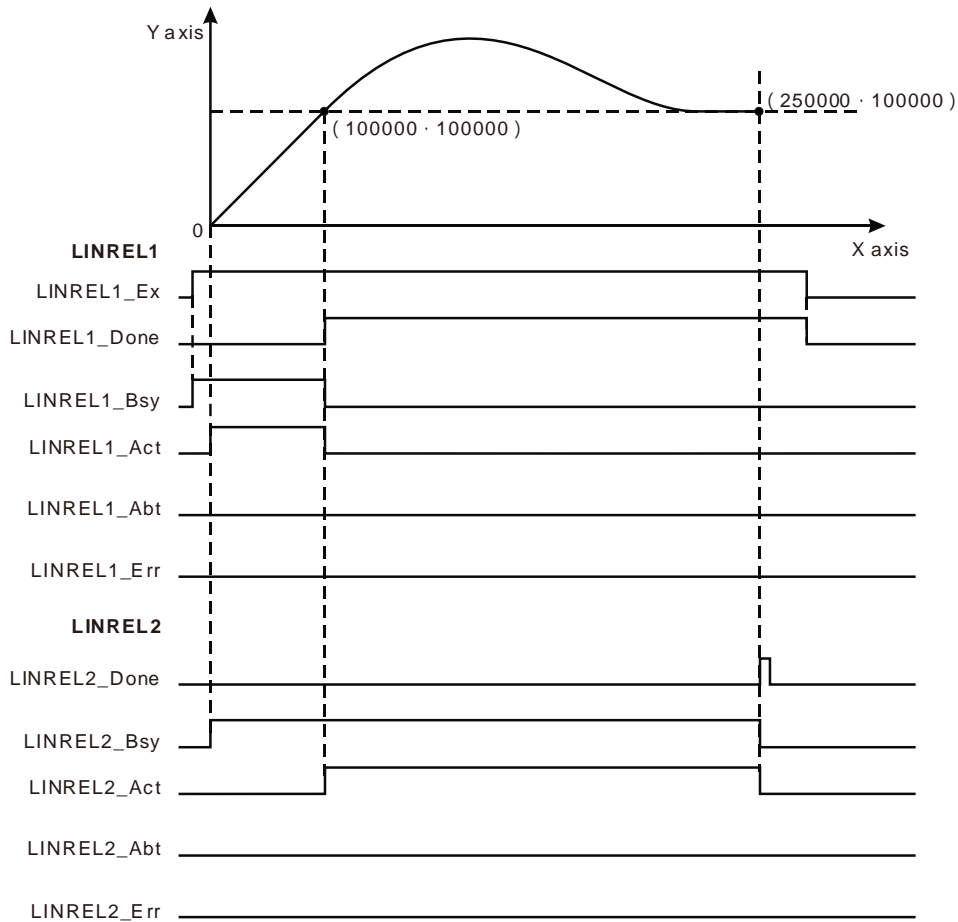 Y axis
( 250000 · 100000 )
( 100000 · 100000 )
0
X axis
LINREL1
LINREL1_Ex
LINREL1_Done
LINREL1_Bsy
LINREL1_Act
LINREL1_Abt
LINREL1_Err
LINREL2
LINREL2_Done
LINREL2_Bsy
LINREL2_Act
LINREL2_Abt
LINREL2_Err